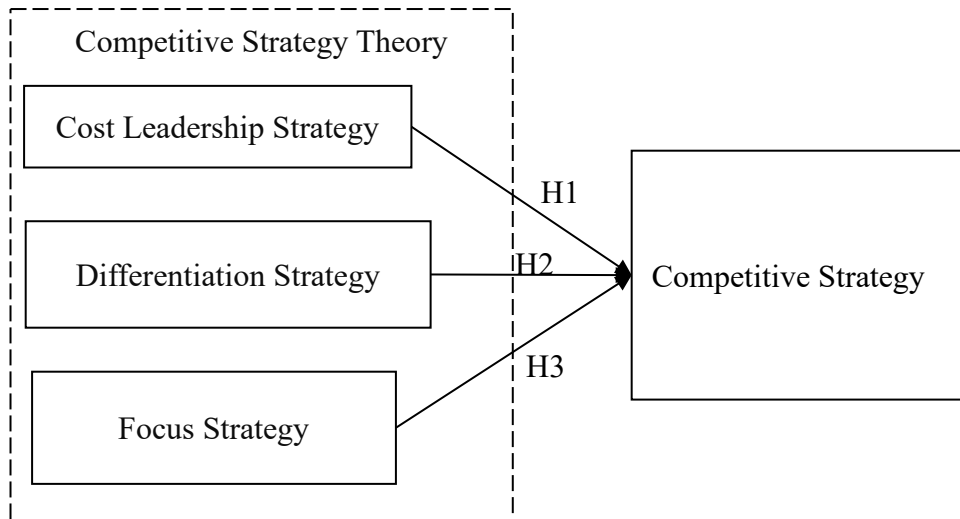 Competitive Strategy Theory
Cost Leadership Strategy
H1
Differentiation Strategy
H2
Competitive Strategy
H3
Focus Strategy